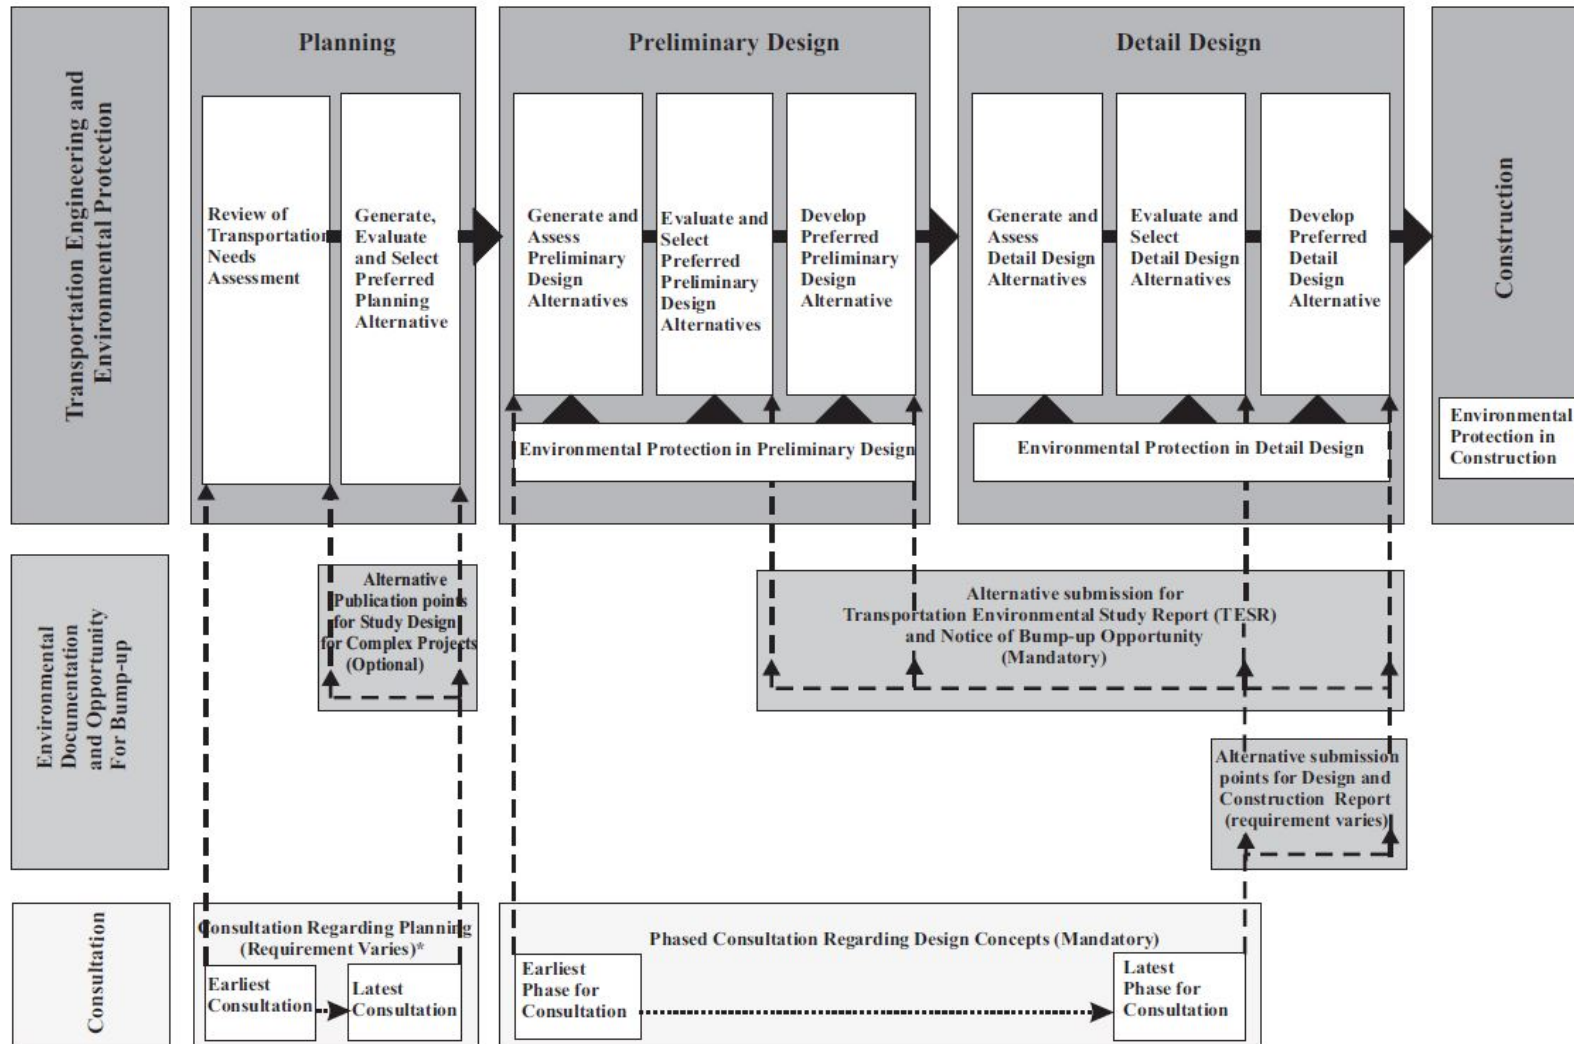 Transportation Engineering and
Environmental Protection
Planning
Review of
Transportation
Needs
Assessment
Generate,
Evaluate
and Select
Preferred
Planning
Alternative
Preliminary Design
Generate and
Assess
Preliminary
Design
Alternatives
Evaluate and
Select
Preferred
Preliminary
Design
Alternatives
Develop
Preferred
Preliminary
Design
Alternative
Environmental Protection in Preliminary Design
Detail Design
Generate and
Assess
Detail Design
Alternatives
Evaluate and
Select
Detail Design
Alternatives
Develop
Preferred
Detail
Design
Alternative
Environmental Protection in Detail Design
Construction
Environmental
Protection in
Construction
Environmental
Documentation
and Opportunity
For Bump-up
Alternative
Publication points
for Study Design
for Complex Projects
(Optional)
Alternative submission for
Transportation Environmental Study Report (TESR)
and Notice of Bump-up Opportunity
(Mandatory)
Alternative submission
points for Design and
Construction Report
(requirement varies)
Consultation
Consultation Regarding Planning
(Requirement Varies)*
Earliest
Consultation
Latest
Consultation
Phased Consultation Regarding Design Concepts (Mandatory)
Earliest
Phase for
Consultation
Latest
Phase for
Consultation